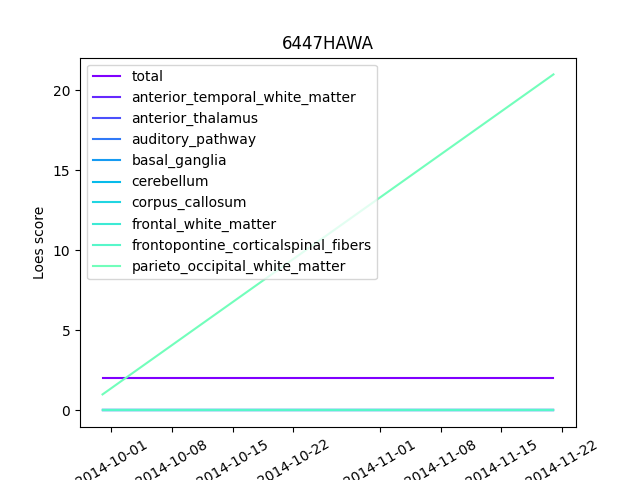 6447HAWA
total
anterior_temporal_white_matter
anterior_thalamus
auditory_pathway
basal_ganglia
cerebellum
corpus_callosum
frontal_white_matter
frontopontine_corticalspinal_fibers
parieto_occipital_white_matter
Loes score
20
15
10
5
0
2014-10-01
2014-10-08
2014-10-15
2014-10-22
2014-11-01
2014-11-08
2014-11-15
2014-11-22